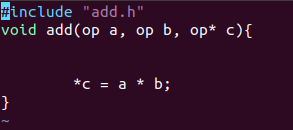 #include "add.h"
void add(op a, op b, op* c){
*c = a * b;
}
~